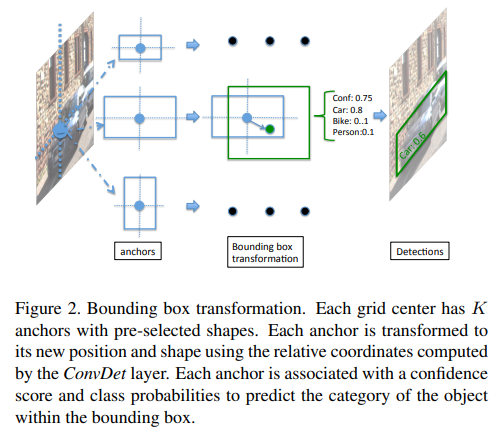 Conf: 0.75
Car: 0.8
Bike: 0..1
Person:0.1
Car: 0.6
anchors
Bounding box
transformation
Detections
Figure 2. Bounding box transformation. Each grid center has K
anchors with pre-selected shapes. Each anchor is transformed to
its new position and shape using the relative coordinates computed
by the ConvDet layer. Each anchor is associated with a confidence
score and class probabilities to predict the category of the object
within the bounding box.